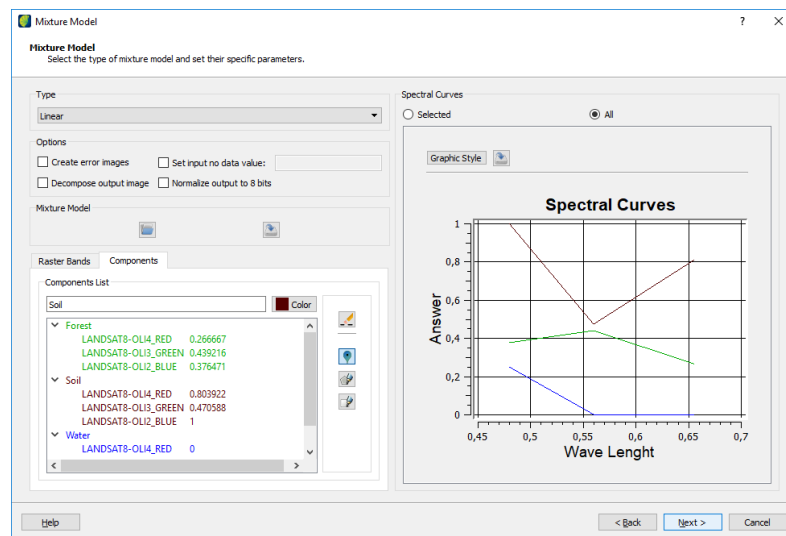 Mixture Model
? ×
Mixture Model
Select the type of mixture model and set their specific parameters.
Type
Linear
Options
Create error images
Set input no data value:
Decompose output image
Normalize output to 8 bits
Mixture Model
Raster Bands
Components
Components List
Soil
Color
Forest
LANDSAT8-OLI4_RED 0.266667
LANDSAT8-OLI3_GREEN 0.439216
LANDSAT8-OLI2_BLUE 0.376471
Soil
LANDSAT8-OLI4_RED 0.803922
LANDSAT8-OLI3_GREEN 0.470588
LANDSAT8-OLI2_BLUE 1
Water
LANDSAT8-OLI4_RED 0
Spectral Curves
Selected
All
Graphic Style
Spectral Curves
1
0,8
0,6
0,4
0,2
0
Answer
0,45 0,5 0,55 0,6 0,65 0,7
Wave Lenght
Help
< Back
Next >
Cancel